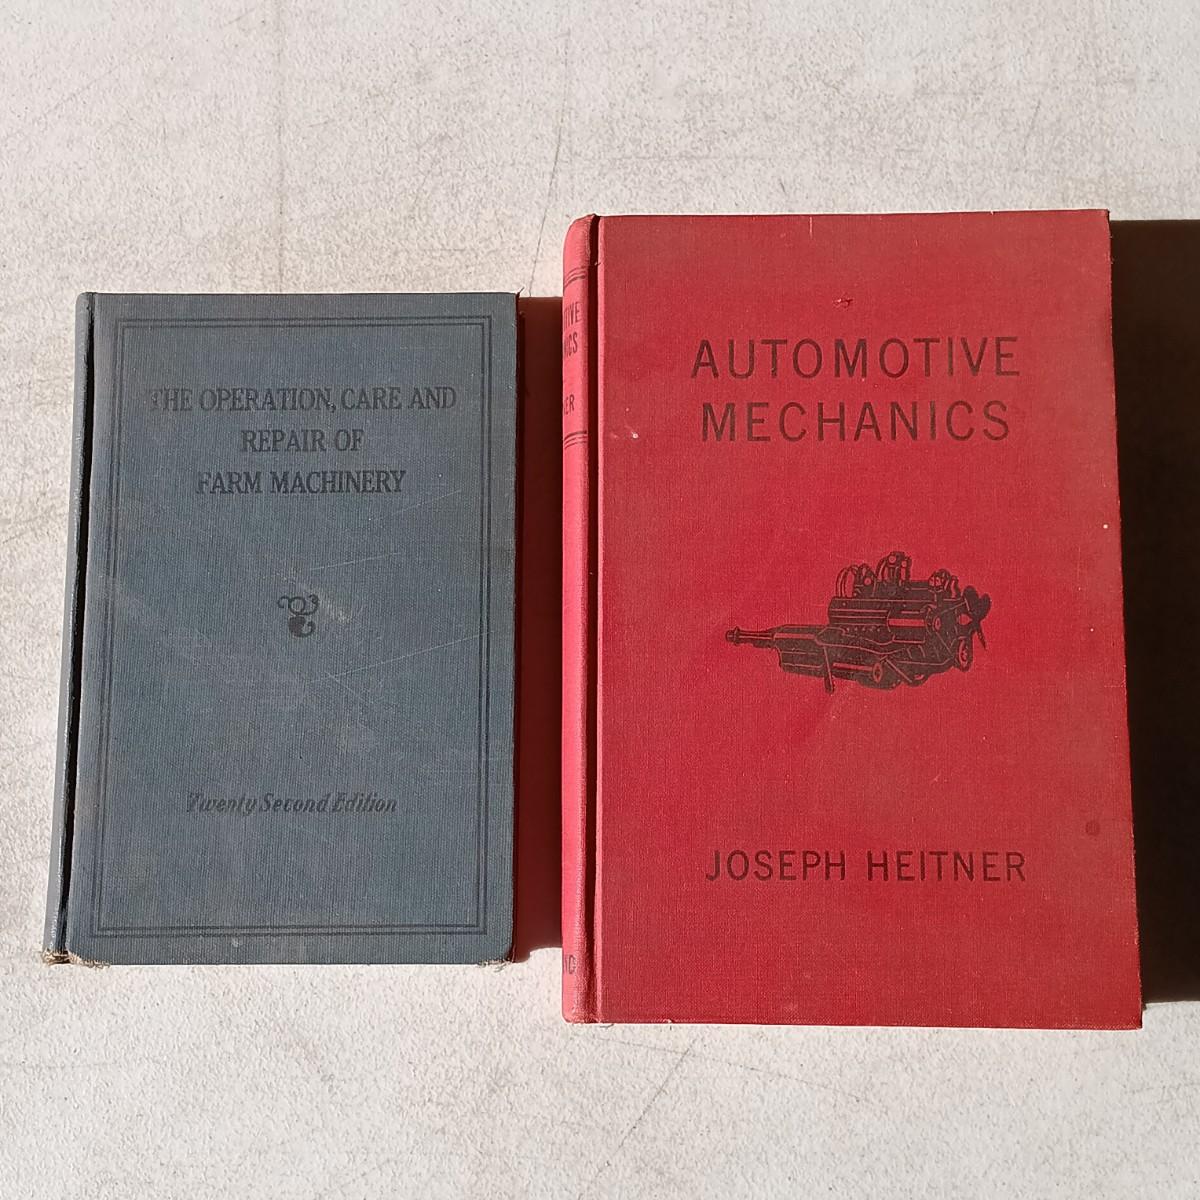 THE OPERATION, CARE AND
REPAIR OF
FARM MACHINERY
Twenty Second Edition
AUTOMOTIVE
MECHANICS
JOSEPH HEITNER